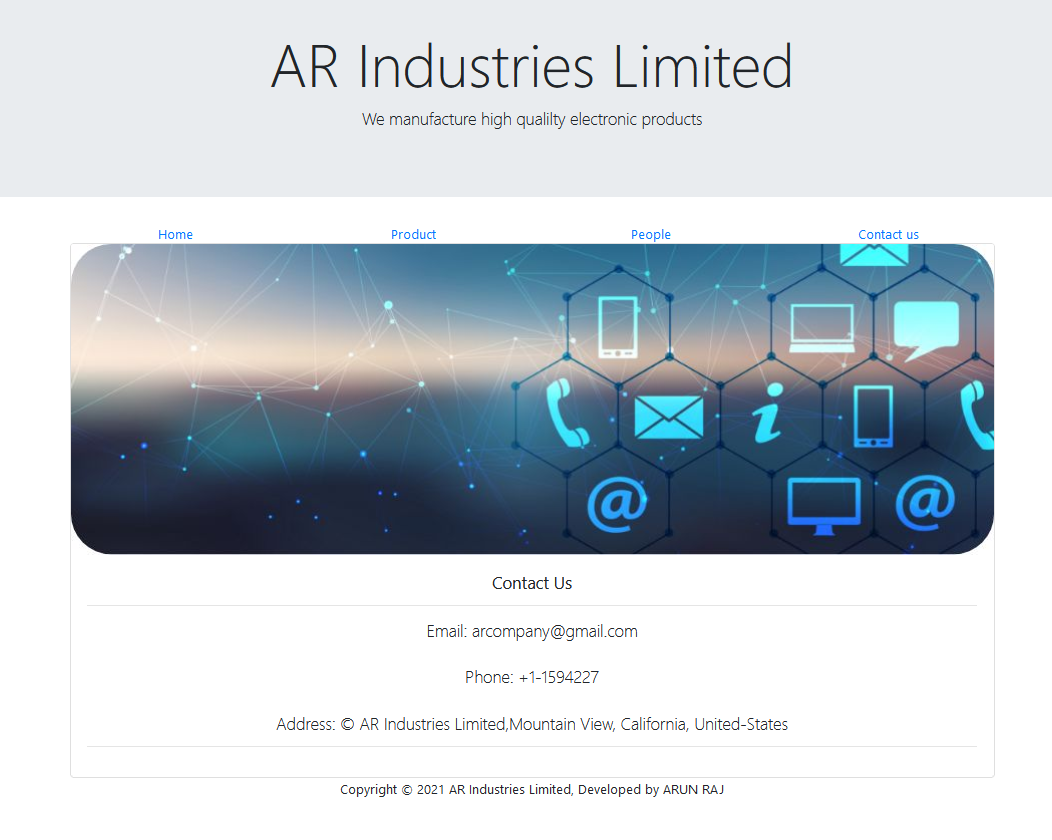 AR Industries Limited
We manufacture high qualilty electronic products
Home Product People Contact us
Contact Us
Email: arcompany@gmail.com
Phone: +1-1594227
Address: © AR Industries Limited,Mountain View, California, United-States
Copyright © 2021 AR Industries Limited, Developed by ARUN RAJ